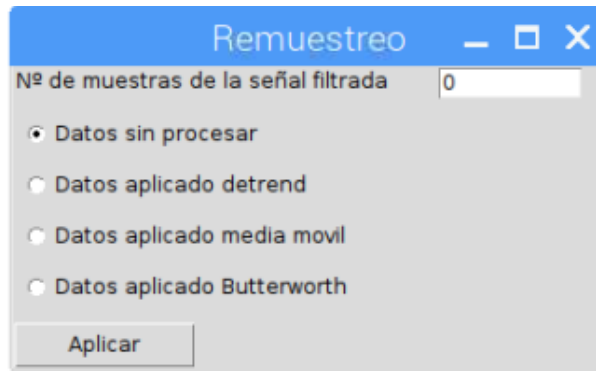 Remuestreo
Nº de muestras de la señal filtrada 0
Datos sin procesar
Datos aplicado detrend
Datos aplicado media movil
Datos aplicado Butterworth
Aplicar